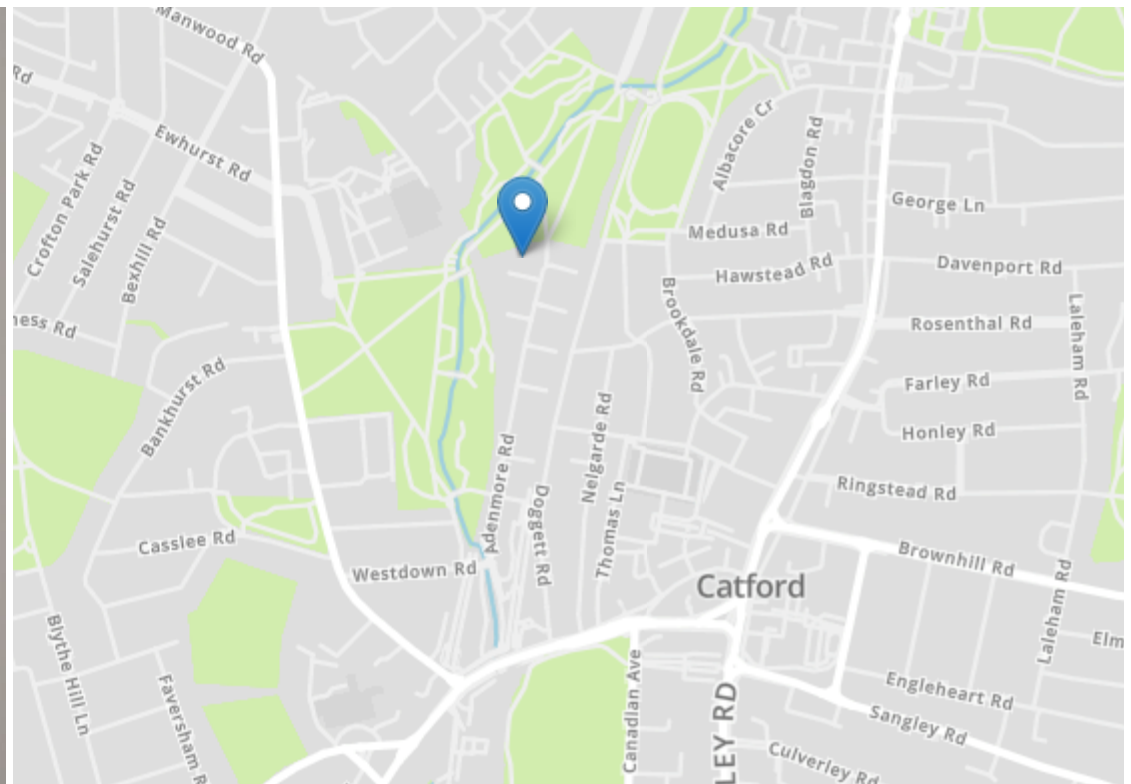 Manwood Rd
Rd
Ewhurst Rd
Crofton Park Rd
Salehurst Rd
Bexhill Rd
ness Rd
Bankhurst Rd
Albacore Cr
Blagdon Rd
George Ln
Medusa Rd
Hawstead Rd
Davenport Rd
Brookdale Rd
Laleham Rd
Rosenthal Rd
Farley Rd
Honley Rd
Nelgarde Rd
Adenmore Rd
Doggett Rd
Thomas Ln
Ringstead Rd
Casslee Rd
Westdown Rd
Brownhill Rd
Catford
Laleham Rd
Elm
Blythe Hill Ln
Faversham R
Canadian Ave
LEY RD
Engleheart Rd
Sangley Rd
Culverley Rd